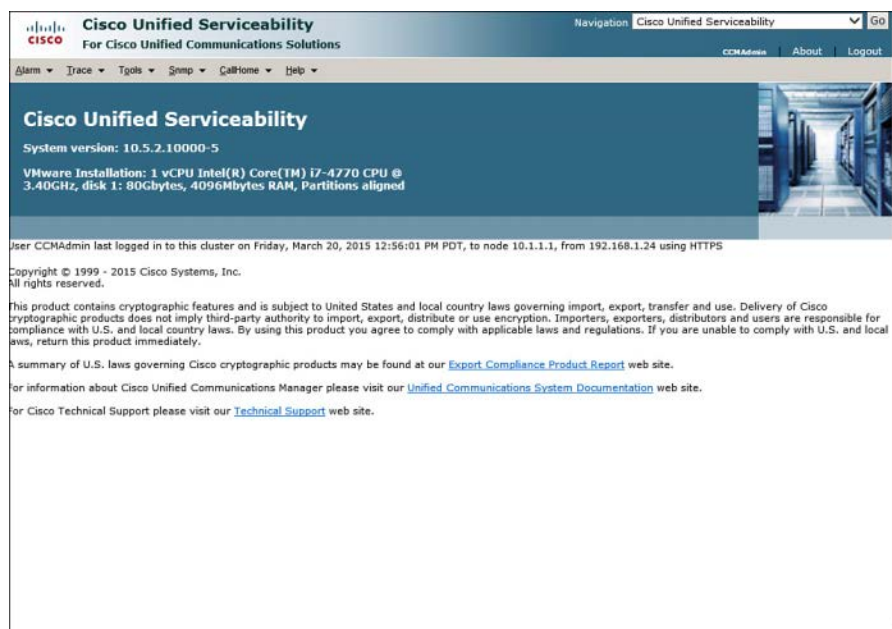 Cisco Unified Serviceability
For Cisco Unified Communications Solutions
CISCO
Navigation Cisco Unified Serviceability Go
CCMAdmin | About | Logout
Alarm Trace Tools Snmp CallHome Help
Cisco Unified Serviceability
System version: 10.5.2.10000-5
VMware Installation: 1 vCPU Intel(R) Core(TM) i7-4770 CPU @
3.40GHz, disk 1: 80Gbytes, 4096Mbytes RAM, Partitions aligned
User CCMAdmin last logged in to this cluster on Friday, March 20, 2015 12:56:01 PM PDT, to node 10.1.1.1, from 192.168.1.24 using HTTPS
Copyright © 1999 - 2015 Cisco Systems, Inc.
All rights reserved.
This product contains cryptographic features and is subject to United States and local country laws governing import, export, transfer and use. Delivery of Cisco
cryptographic products does not imply third-party authority to import, export, distribute or use encryption. Importers, exporters, distributors and users are responsible for
compliance with U.S. and local country laws. By using this product you agree to comply with applicable laws and regulations. If you are unable to comply with U.S. and local
laws, return this product immediately.
A summary of U.S. laws governing Cisco cryptographic products may be found at our Export Compliance Product Report web site.
For information about Cisco Unified Communications Manager please visit our Unified Communications System Documentation web site.
For Cisco Technical Support please visit our Technical Support web site.